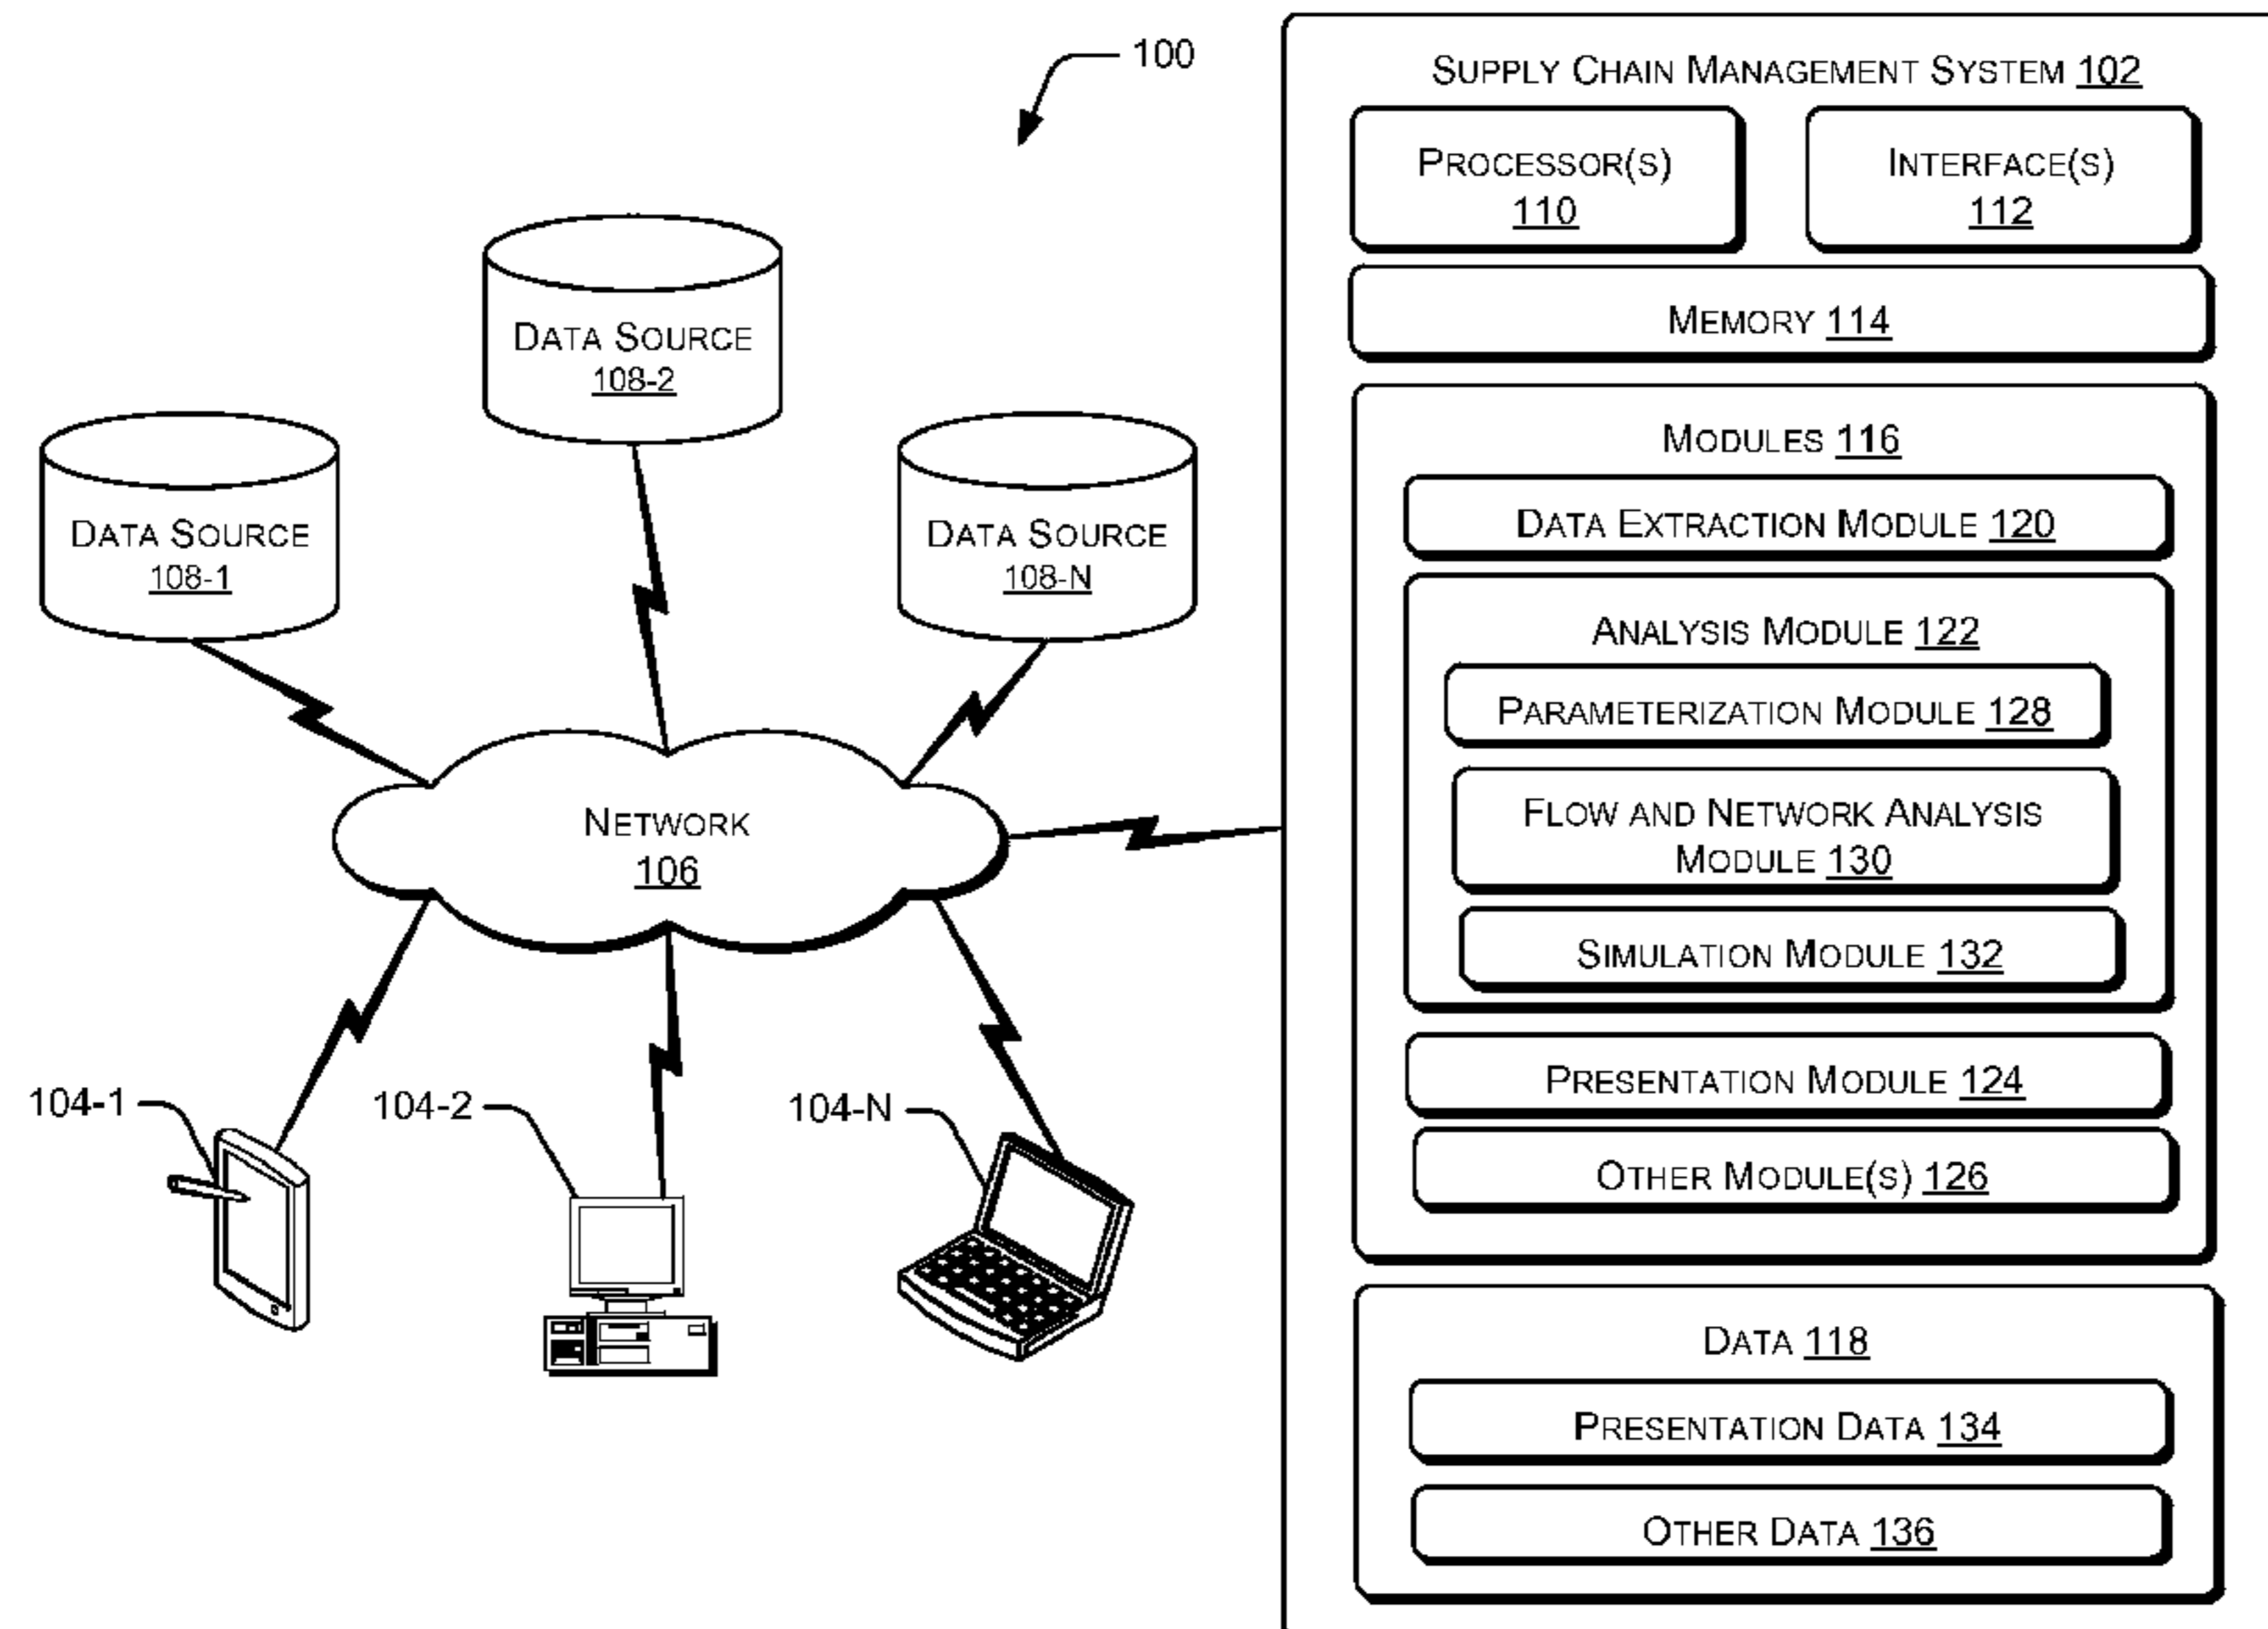 100
DATA SOURCE
108-2
DATA SOURCE
108-1
DATA SOURCE
108-N
NETWORK
106
104-1
104-2
104-N
SUPPLY CHAIN MANAGEMENT SYSTEM 102
PROCESSOR(S)
110
INTERFACE(S)
112
MEMORY 114
MODULES 116
DATA EXTRACTION MODULE 120
ANALYSIS MODULE 122
PARAMETERIZATION MODULE 128
FLOW AND NETWORK ANALYSIS
MODULE 130
SIMULATION MODULE 132
PRESENTATION MODULE 124
OTHER MODULE(S) 126
DATA 118
PRESENTATION DATA 134
OTHER DATA 136